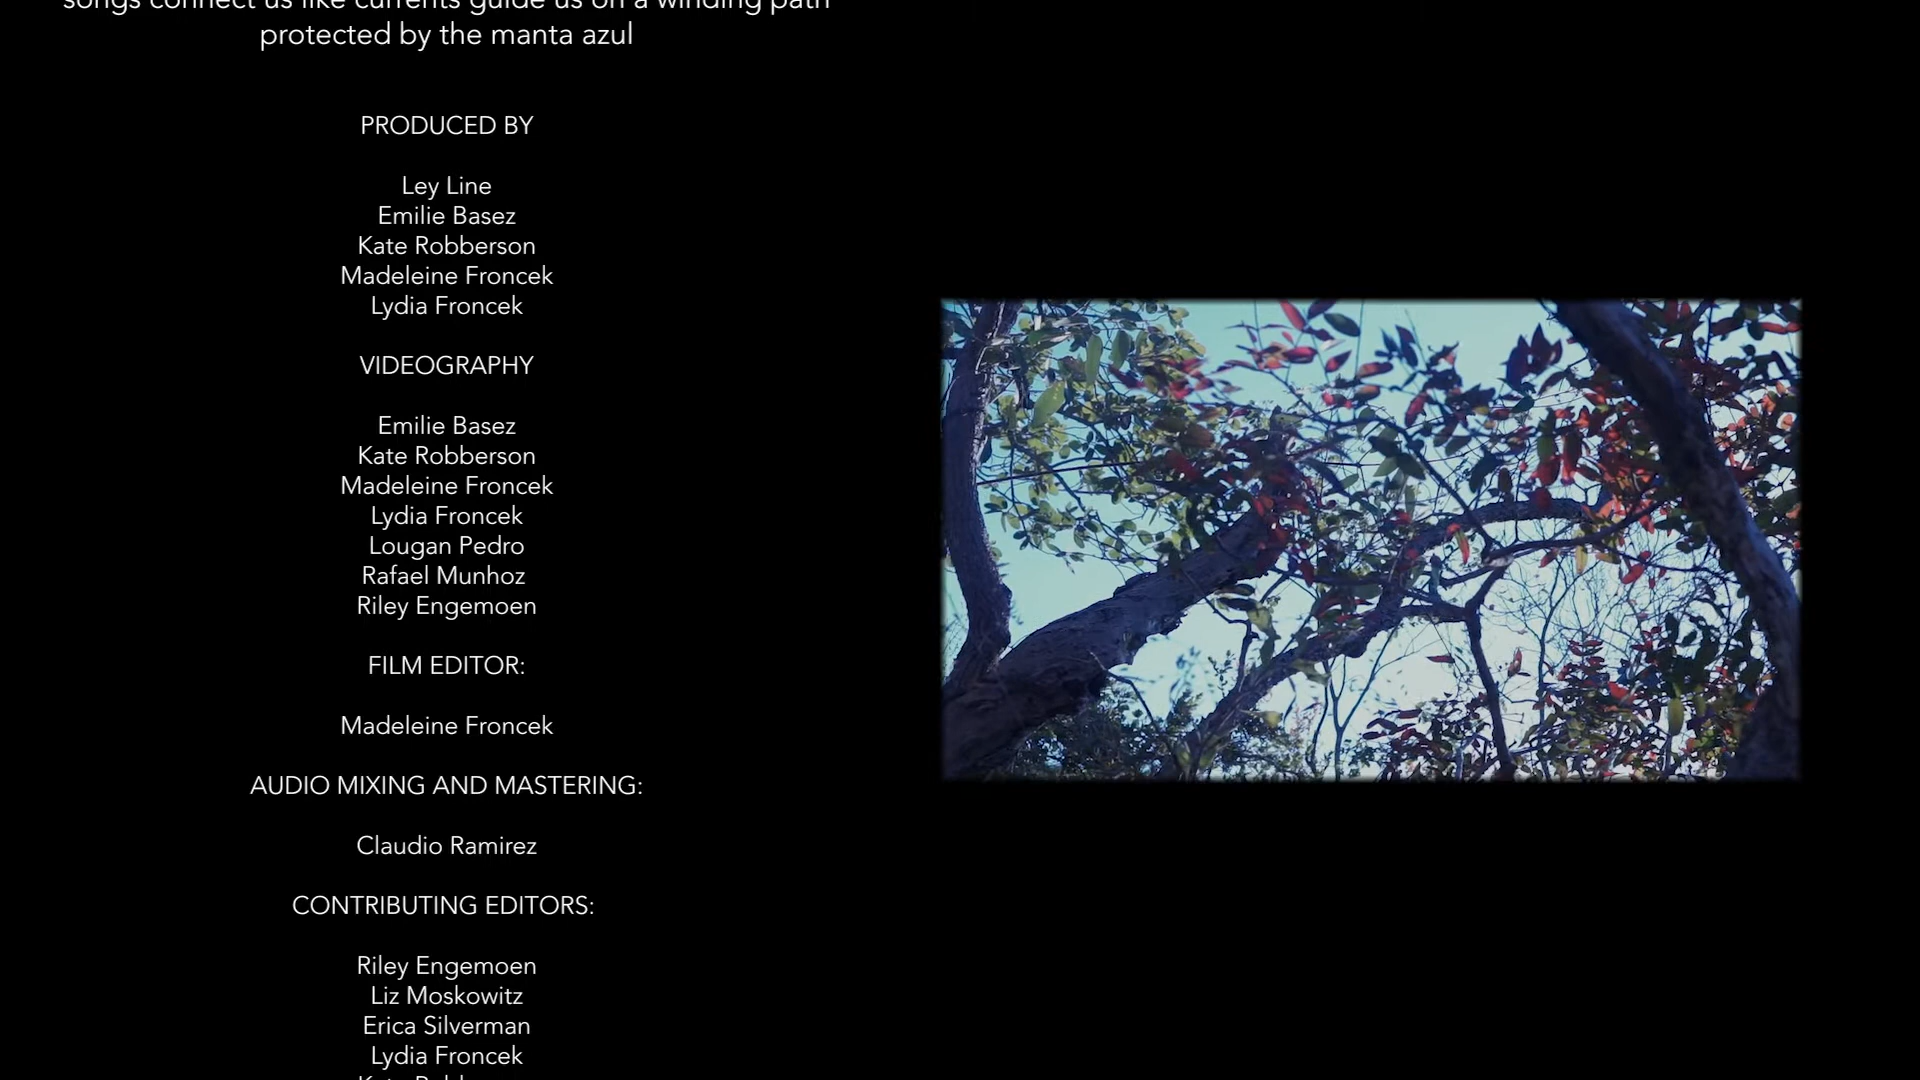 songs connect us like currents guide us on a winding path
protected by the manta azul
PRODUCED BY
Ley Line
Emilie Basez
Kate Robberson
Madeleine Froncek
Lydia Froncek
VIDEOGRAPHY
Emilie Basez
Kate Robberson
Madeleine Froncek
Lydia Froncek
Lougan Pedro
Rafael Munhoz
Riley Engemoen
FILM EDITOR:
Madeleine Froncek
AUDIO MIXING AND MASTERING:
Claudio Ramirez
CONTRIBUTING EDITORS:
Riley Engemoen
Liz Moskowitz
Erica Silverman
Lydia Froncek